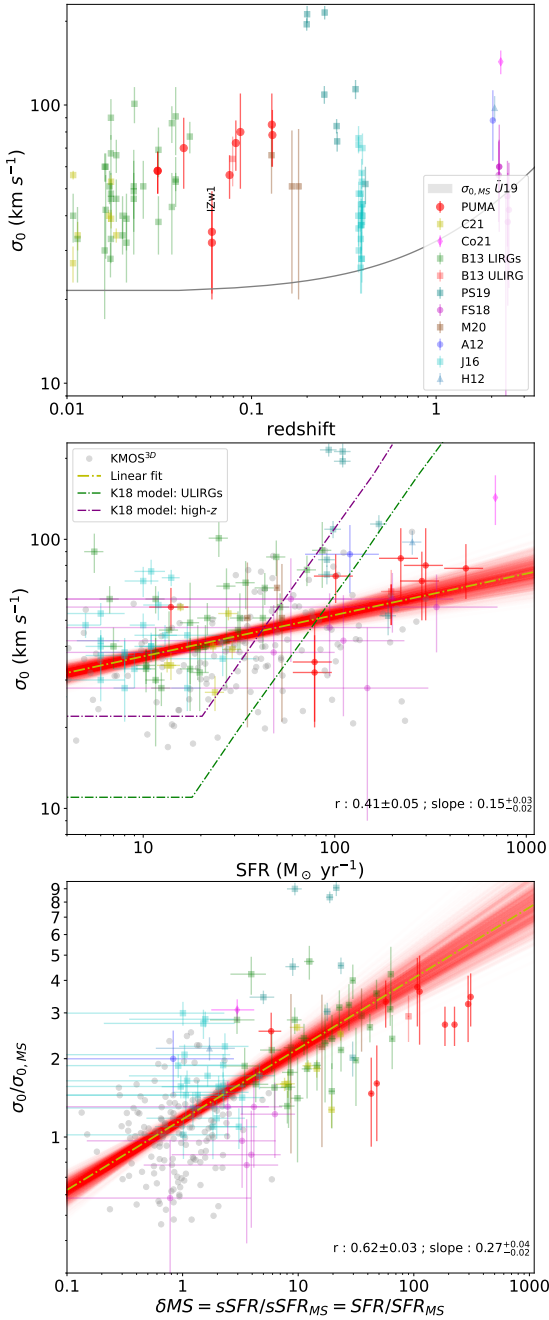 100
10
σ₀ (km s⁻¹)
IZw1
σ₀,MS Ü19
PUMA
C21
Co21
B13 LIRGs
B13 ULIRG
PS19
FS18
M20
A12
J16
H12
0.01
0.1
1
redshift
KMOS³ᴰ
Linear fit
K18 model: ULIRGs
K18 model: high-z
100
10
σ₀ (km s⁻¹)
r : 0.41±0.05 ; slope : 0.15+0.03−0.02
10
100
1000
SFR (M⊙ yr⁻¹)
9
8
7
6
5
4
3
2
1
σ₀/σ₀,MS
r : 0.62±0.03 ; slope : 0.27+0.04−0.02
0.1
1
10
100
1000
δMS = sSFR/sSFR_MS = SFR/SFR_MS